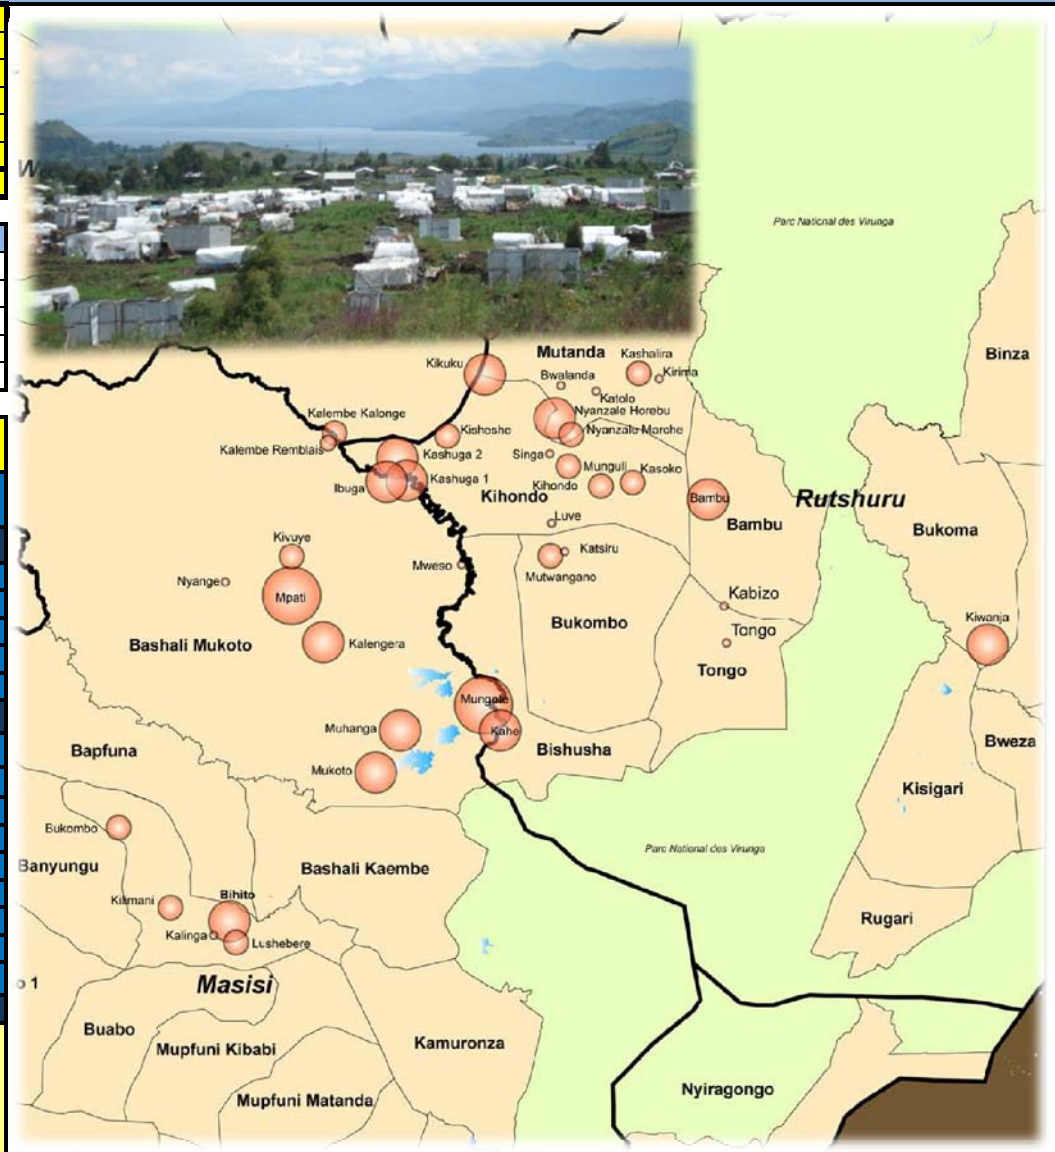 W
Parc National des Virunga
Binza
Mutanda
Kashalira
Kikuku
Bwalanda
Kirima
Katolo
Kalembe Kalonge
Nyanzale Horebu
Kisheshe
Nyanzale Marche
Kalembe Remblais
Kashuga 2
Singa
Munguli
Kasoko
Ibuga
Kashuga 1
Kihondo
Kihondo
Bambu
Rutshuru
Luve
Bambu
Bukoma
Kivuye
Katsiru
Mweso
Nyange
Mutwangano
Mpati
Kabizo
Kiwanja
Bukombo
Tongo
Bashali Mukoto
Kalengera
Tongo
Mungote
Muhanga
Kahe
Bishusha
Bweza
Bapfuna
Mukoto
Kisigari
Bukombo
Parc National des Virunga
Banyungu
Bashali Kaembe
Bihito
Kilimani
Rugari
Kalinga
Lushebere
o 1
Masisi
Buabo
Kamuronza
Mupfuni Kibabi
Nyiragongo
Mupfuni Matanda